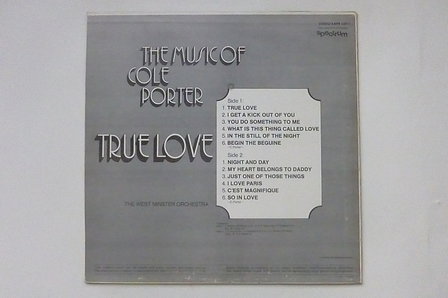 spectrum
THE MUSIC OF
COLE
PORTER
TRUE LOVE
THE WEST MINISTER ORCHESTRA
Side 1
1. TRUE LOVE
2. I GET A KICK OUT OF YOU
3. YOU DO SOMETHING TO ME
4. WHAT IS THIS THING CALLED LOVE
5. IN THE STILL OF THE NIGHT
6. BEGIN THE BEGUINE
Side 2
1. NIGHT AND DAY
2. MY HEART BELONGS TO DADDY
3. JUST ONE OF THOSE THINGS
4. I LOVE PARIS
5. C'EST MAGNIFIQUE
6. SO IN LOVE